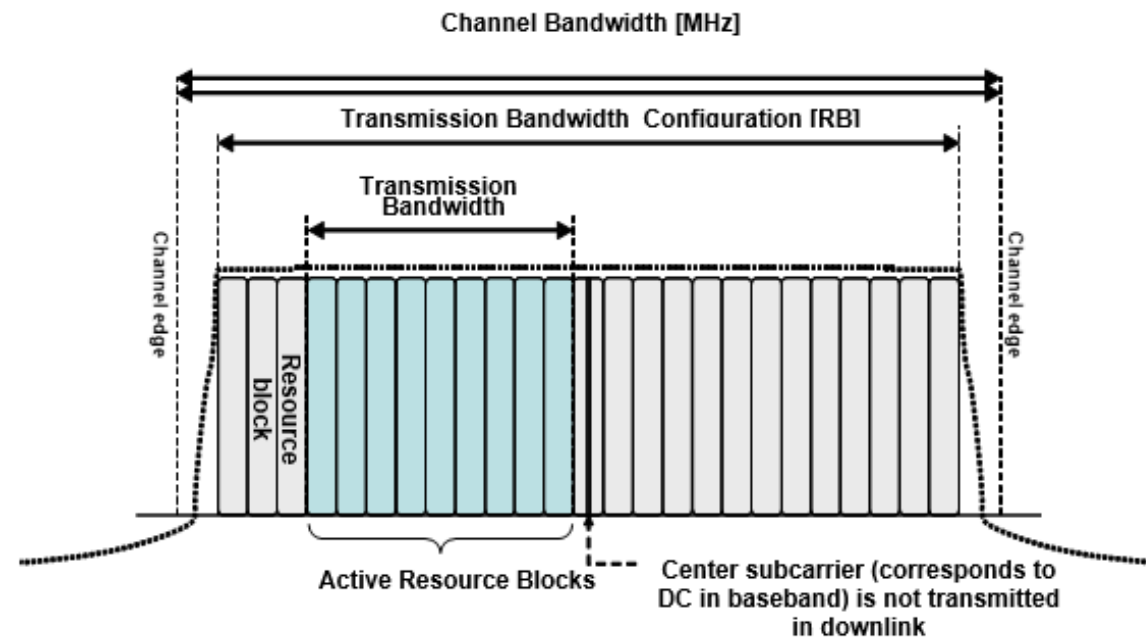 Channel Bandwidth [MHz]
Transmission Bandwidth Configuration [RB]
Transmission
Bandwidth
Channel edge
Channel edge
Resource
block
Active Resource Blocks
Center subcarrier (corresponds to
DC in baseband) is not transmitted
in downlink